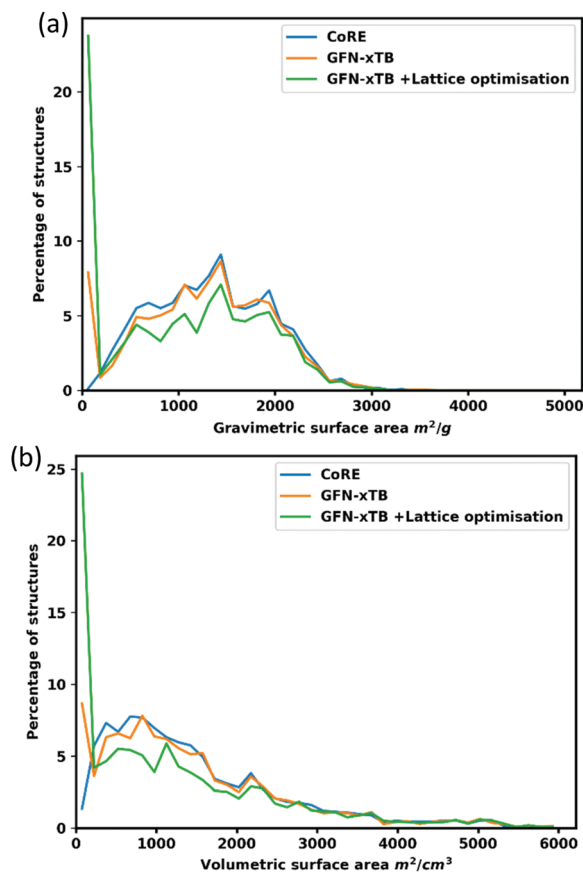 (a)
CoRE
GFN-xTB
GFN-xTB +Lattice optimisation
Percentage of structures
20
15
10
5
0
0 1000 2000 3000 4000 5000
Gravimetric surface area m²/g
(b)
CoRE
GFN-xTB
GFN-xTB +Lattice optimisation
Percentage of structures
25
20
15
10
5
0
0 1000 2000 3000 4000 5000 6000
Volumetric surface area m²/cm³